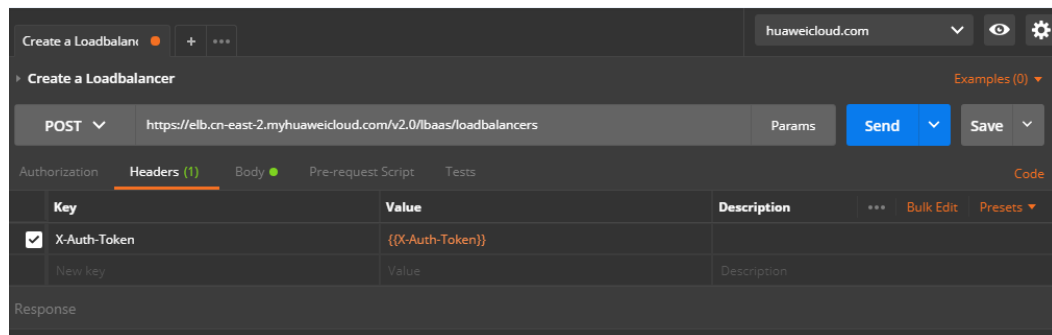 Create a Loadbalan
+
•••
huaweicloud.com
Create a Loadbalancer
Examples (0)
POST
https://elb.cn-east-2.myhuaweicloud.com/v2.0/lbaas/loadbalancers
Params
Send
Save
Authorization
Headers (1)
Body
Pre-request Script
Tests
Code
Key
Value
Description
•••
Bulk Edit
Presets
X-Auth-Token
{{X-Auth-Token}}
New key
Value
Description
Response